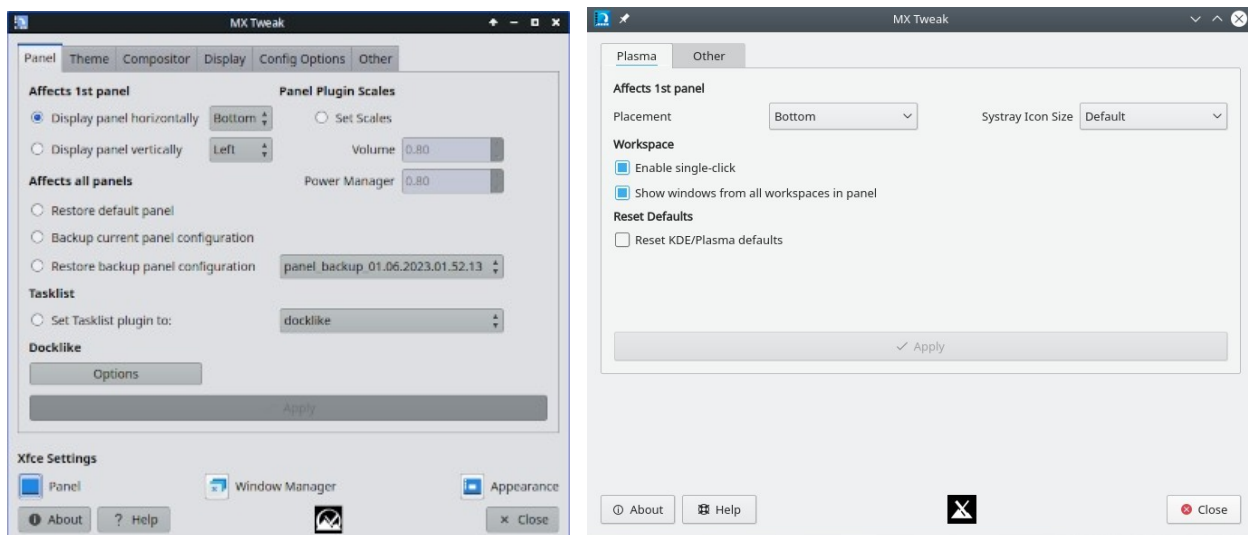 MX Tweak
Panel Theme Compositor Display Config Options Other
Affects 1st panel Panel Plugin Scales
Display panel horizontally Bottom Set Scales
Display panel vertically Left Volume 0.80
Affects all panels Power Manager 0.80
Restore default panel
Backup current panel configuration
Restore backup panel configuration panel_backup_01.06.2023.01.52.13
Tasklist
Set Tasklist plugin to: docklike
Docklike
Options
Apply
Xfce Settings
Panel Window Manager Appearance
About ? Help Close
MX Tweak
Plasma Other
Affects 1st panel
Placement Bottom Systray Icon Size Default
Workspace
Enable single-click
Show windows from all workspaces in panel
Reset Defaults
Reset KDE/Plasma defaults
Apply
About Help Close